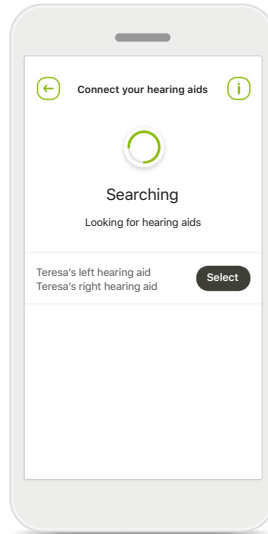 Connect your hearing aids
Searching
Looking for hearing aids
Teresa's left hearing aid
Teresa's right hearing aid
Select